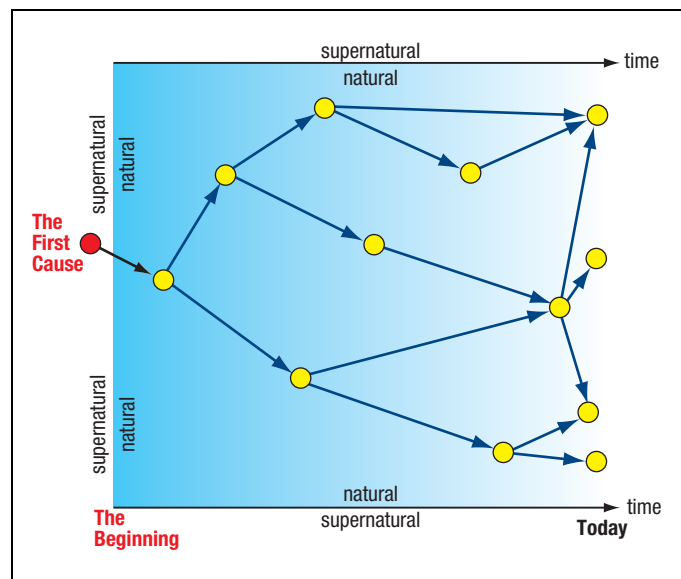 supernatural
time
natural
supernatural
natural
The
First
Cause
supernatural
natural
natural
time
The
Beginning
supernatural
Today